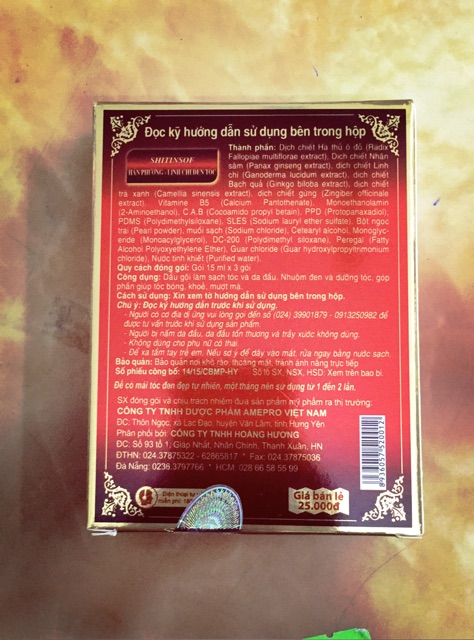 Đọc kỹ hướng dẫn sử dụng bên trong hộp
SHITINSOF
HÀN PHƯƠNG - LINH CHI ĐEN TÓC
Thành phần: Dịch chiết Hà thủ ô đỏ (Radix
Fallopiae multiflorae extract), Dịch chiết Nhân
sâm (Panax ginseng extract), dịch chiết Linh
chi (Ganoderma lucidum extract), dịch chiết
Bạch quả (Ginkgo biloba extract), dịch chiết
trà xanh (Camellia sinensis extract), dịch chiết gừng (Zingiber officinale
extract), Vitamine B5 (Calcium Pantothenate), Monoethanolamin
(2-Aminoethanol), C.A.B (Cocoamido propyl betain), PPD (Protopanaxadiol),
PDMS (Polydimethylsiloxane), SLES (Sodium lauryl ether sulfate), Bột ngọc
trai (Pearl powder), muối sạch (Sodium chloride), Cetearyl alcohol, Monoglyce-
ride (Monoacylglycerol), DC-200 (Polydimethyl siloxane), Peregal (Fatty
Alcohol Polyoxyethylene Ether), Guar chloride (Guar hydroxylpropyltrimonium
chloride), Nước tinh khiết (Purified water).
Quy cách đóng gói: Gói 15 ml x 3 gói
Công dụng: Dầu gội làm sạch tóc và da đầu. Nhuộm đen và dưỡng tóc, góp
phần giúp tóc bóng, khoẻ, mượt mà.
Cách sử dụng: Xin xem tờ hướng dẫn sử dụng bên trong hộp.
Chú ý: Đọc kỹ hướng dẫn trước khi sử dụng.
- Người có cơ địa dị ứng vui lòng gọi đến số (024) 39901879 - 0913250982 để
được tư vấn trước khi sử dụng sản phẩm.
- Người bị nấm da đầu, da đầu tổn thương và trầy xước không dùng.
- Không dùng cho phụ nữ có thai.
- Để xa tầm tay trẻ em. Nếu sơ ý để dây vào mắt, rửa ngay bằng nước sạch.
Bảo quản: Bảo quản nơi khô ráo, thoáng mát, tránh ánh nắng trực tiếp
Số phiếu công bố: 14/15/CBMP-HY Số lô SX, NSX, HSD: Xem trên bao bì.
Để có mái tóc đen đẹp tự nhiên, một tháng nên sử dụng từ 1 đến 2 lần.
SX đóng gói và chịu trách nhiệm đưa sản phẩm mỹ phẩm ra thị trường:
CÔNG TY TNHH DƯỢC PHẨM AMEPRO VIỆT NAM
ĐC: Thôn Ngọc, xã Lạc Đạo, huyện Văn Lâm, tỉnh Hưng Yên
Phân phối bởi: CÔNG TY TNHH HOÀNG HƯƠNG
ĐC: Số 93 tổ 1, Giáp Nhất, Nhân Chính, Thanh Xuân, HN
ĐTHN: 024.37875322 - 62865817 * Fax: 024.37875036
Đà Nẵng: 0236.3797766 * HCM: 028 66 58 55 99
8936057920012
Điện thoại tư
miễn phí: 18
Giá bán lẻ
25.000đ